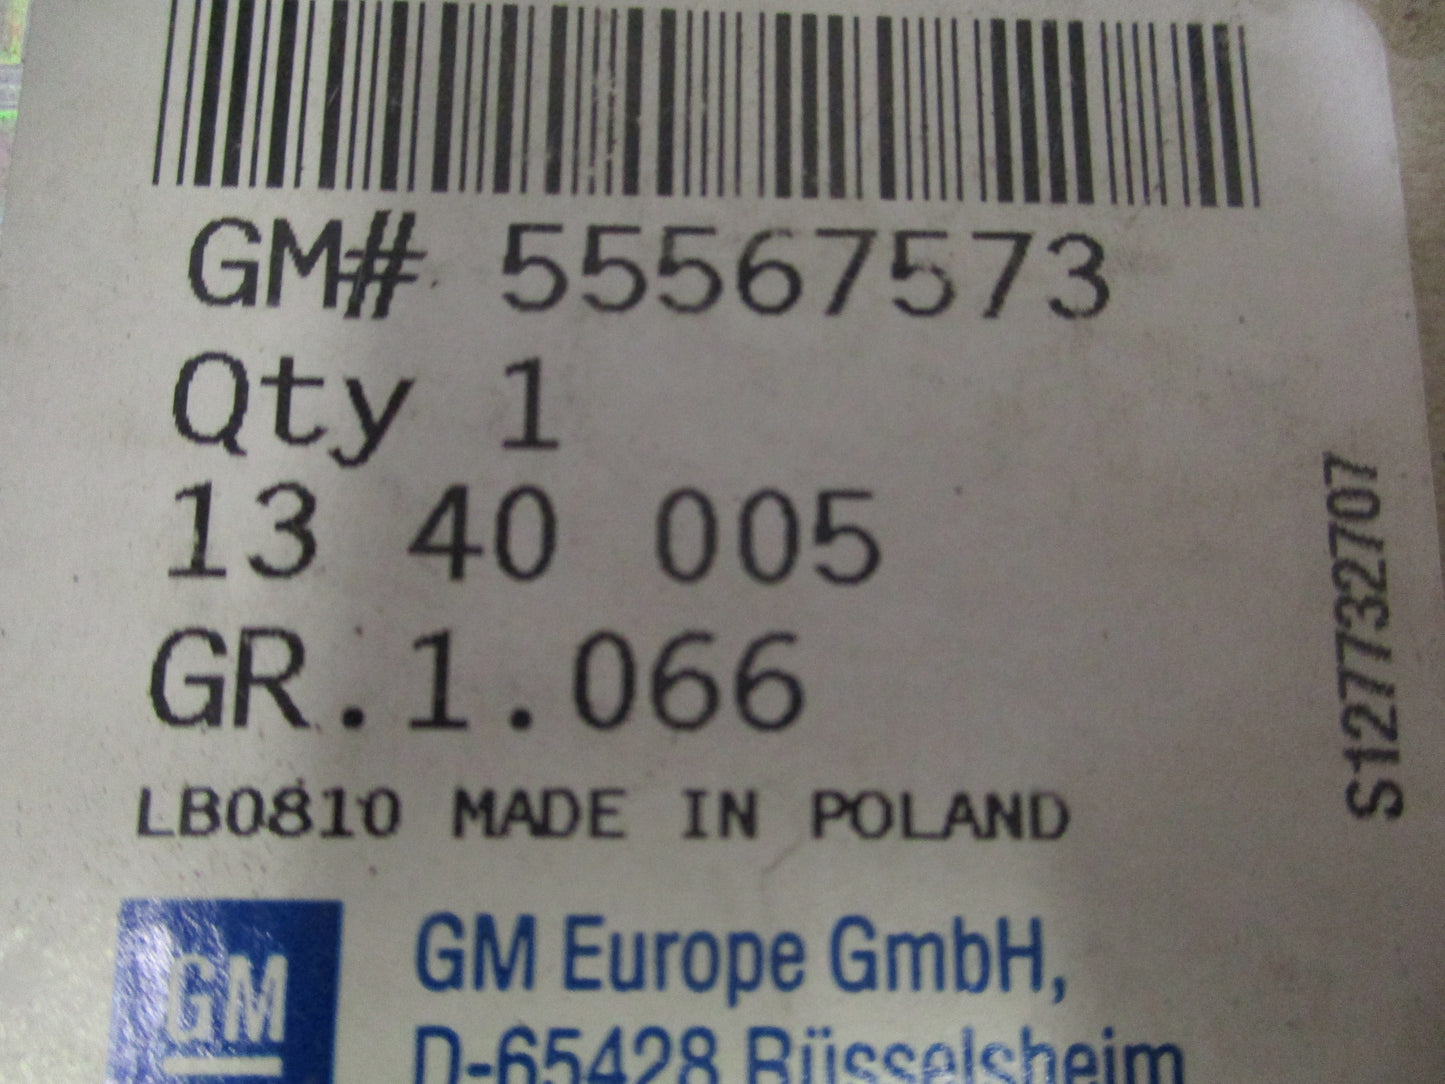 GM# 55567573
Qty 1
13 40 005
GR.1.066
LB0810 MADE IN POLAND
S1277732707
GM
GM Europe GmbH,
D-65428 Rüsselsheim